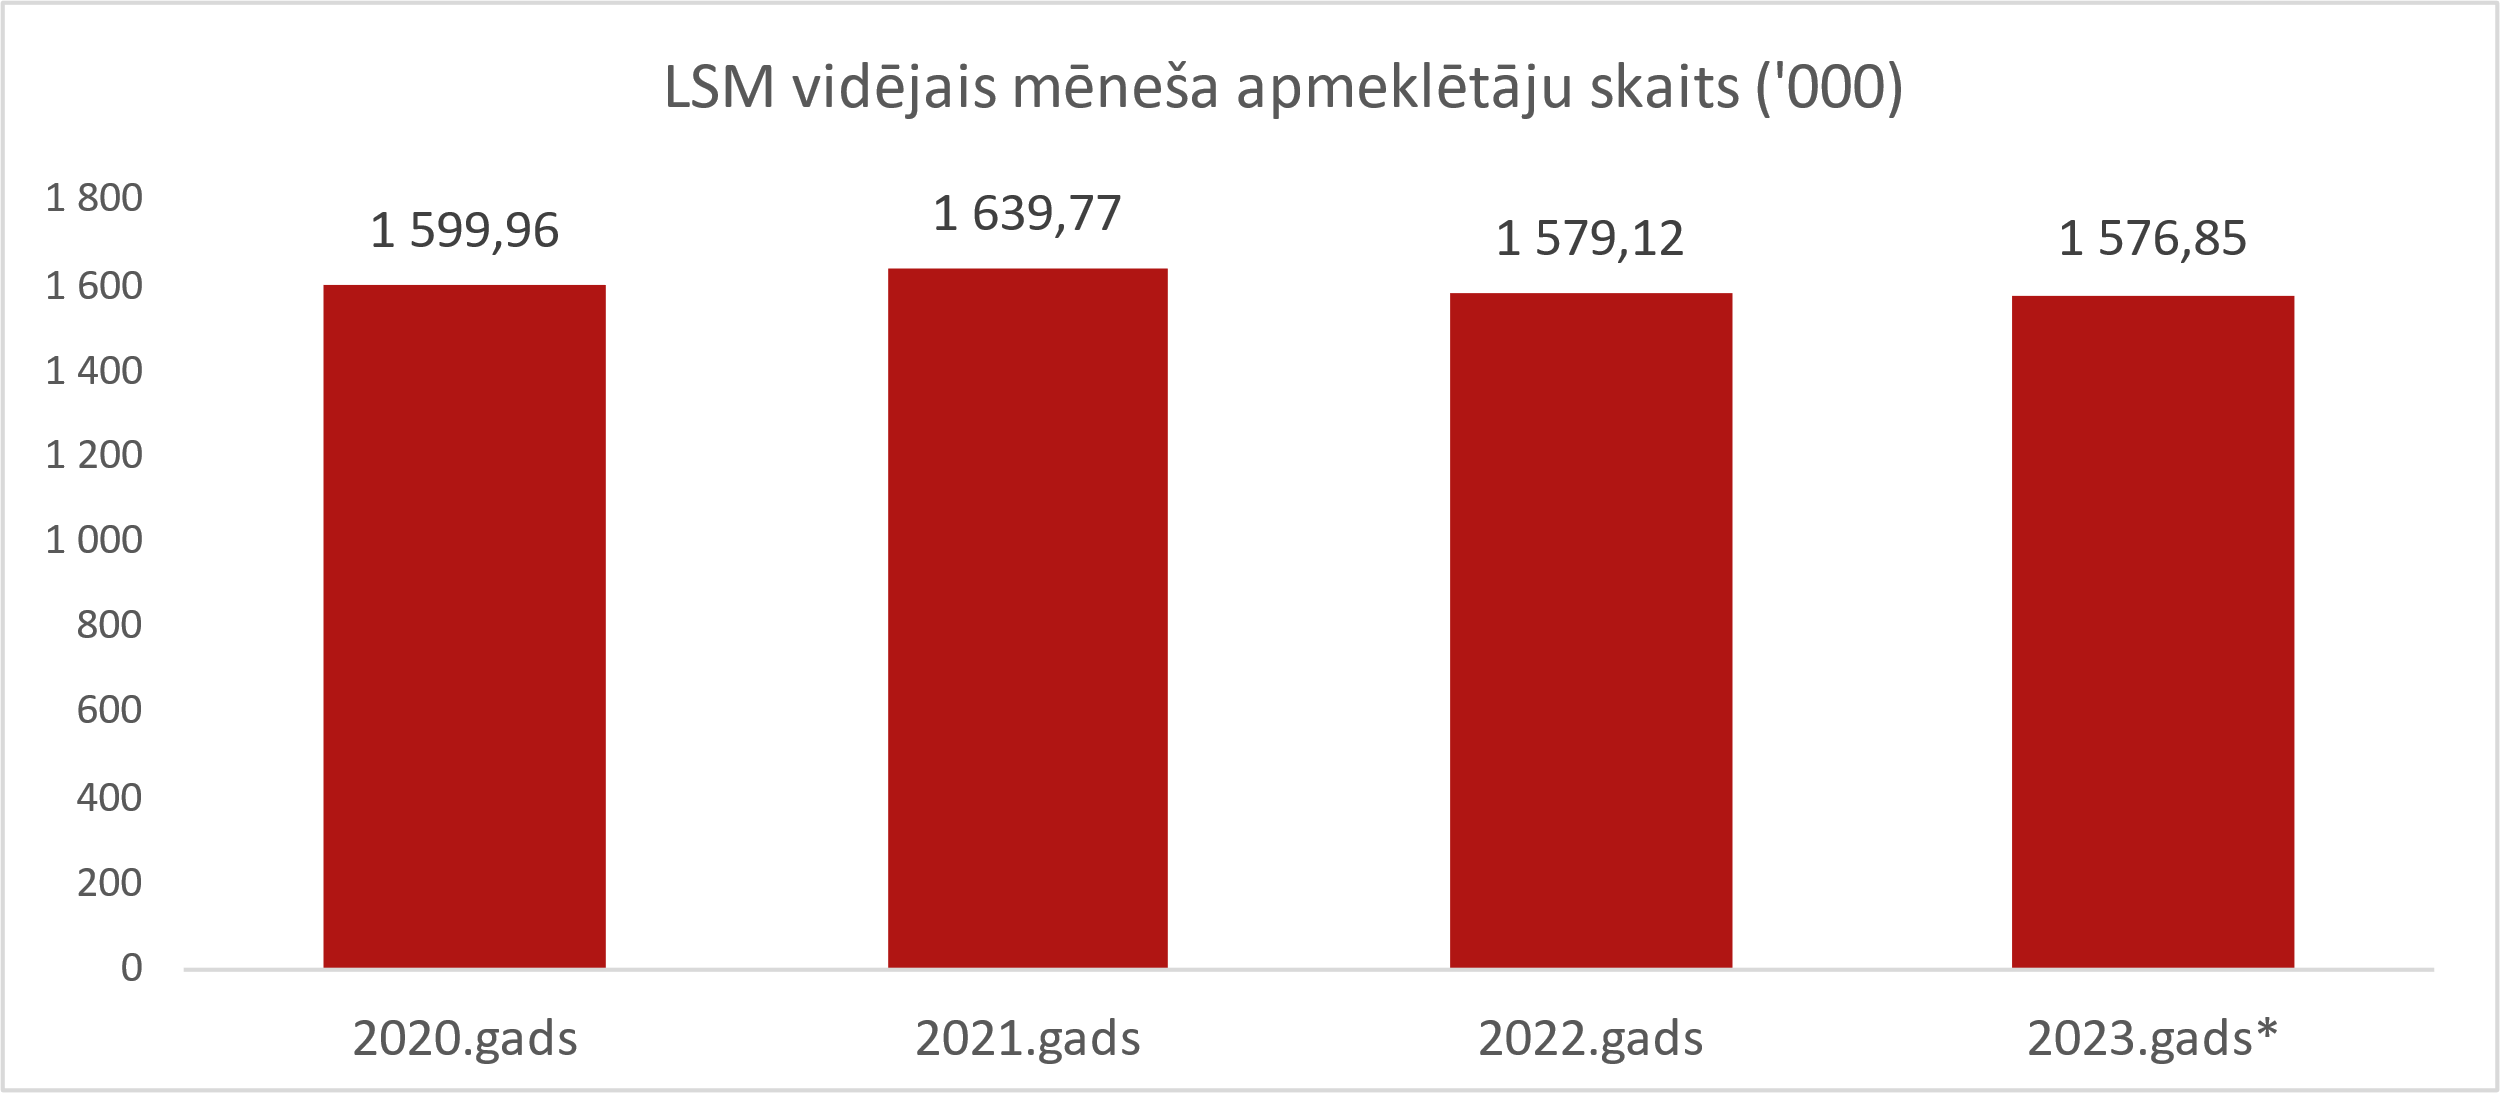 LSM vidējais mēneša apmeklētāju skaits ('000)
1 800
1 600
1 400
1 200
1 000
800
600
400
200
0
1 599,96
1 639,77
1 579,12
1 576,85
2020.gads
2021.gads
2022.gads
2023.gads*